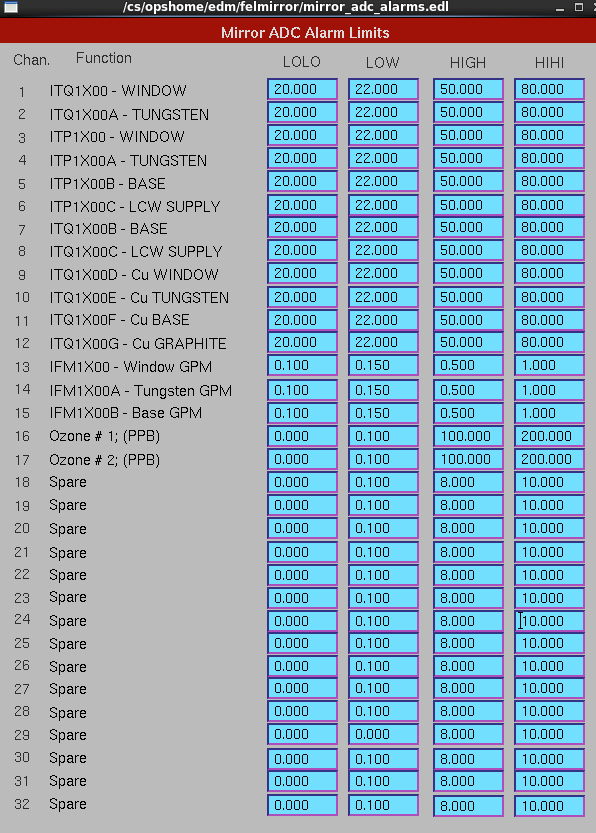 /cs/opshome/edm/felmirror/mirror_adc_alarms.edl
Mirror ADC Alarm Limits
Chan. Function LOLO LOW HIGH HIHI
1 ITQ1X00 - WINDOW 20.000 22.000 50.000 80.000
2 ITQ1X00A - TUNGSTEN 20.000 22.000 50.000 80.000
3 ITP1X00 - WINDOW 20.000 22.000 50.000 80.000
4 ITP1X00A - TUNGSTEN 20.000 22.000 50.000 80.000
5 ITP1X00B - BASE 20.000 22.000 50.000 80.000
6 ITP1X00C - LCW SUPPLY 20.000 22.000 50.000 80.000
7 ITQ1X00B - BASE 20.000 22.000 50.000 80.000
8 ITQ1X00C - LCW SUPPLY 20.000 22.000 50.000 80.000
9 ITQ1X00D - Cu WINDOW 20.000 22.000 50.000 80.000
10 ITQ1X00E - Cu TUNGSTEN 20.000 22.000 50.000 80.000
11 ITQ1X00F - Cu BASE 20.000 22.000 50.000 80.000
12 ITQ1X00G - Cu GRAPHITE 20.000 22.000 50.000 80.000
13 IFM1X00 - Window GPM 0.100 0.150 0.500 1.000
14 IFM1X00A - Tungsten GPM 0.100 0.150 0.500 1.000
15 IFM1X00B - Base GPM 0.100 0.150 0.500 1.000
16 Ozone # 1; (PPB) 0.000 0.100 100.000 200.000
17 Ozone # 2; (PPB) 0.000 0.100 100.000 200.000
18 Spare 0.000 0.100 8.000 10.000
19 Spare 0.000 0.100 8.000 10.000
20 Spare 0.000 0.100 8.000 10.000
21 Spare 0.000 0.100 8.000 10.000
22 Spare 0.000 0.100 8.000 10.000
23 Spare 0.000 0.100 8.000 10.000
24 Spare 0.000 0.100 8.000 10.000
25 Spare 0.000 0.100 8.000 10.000
26 Spare 0.000 0.100 8.000 10.000
27 Spare 0.000 0.100 8.000 10.000
28 Spare 0.000 0.100 8.000 10.000
29 Spare 0.000 0.000 8.000 10.000
30 Spare 0.000 0.100 8.000 10.000
31 Spare 0.000 0.100 8.000 10.000
32 Spare 0.000 0.100 8.000 10.000